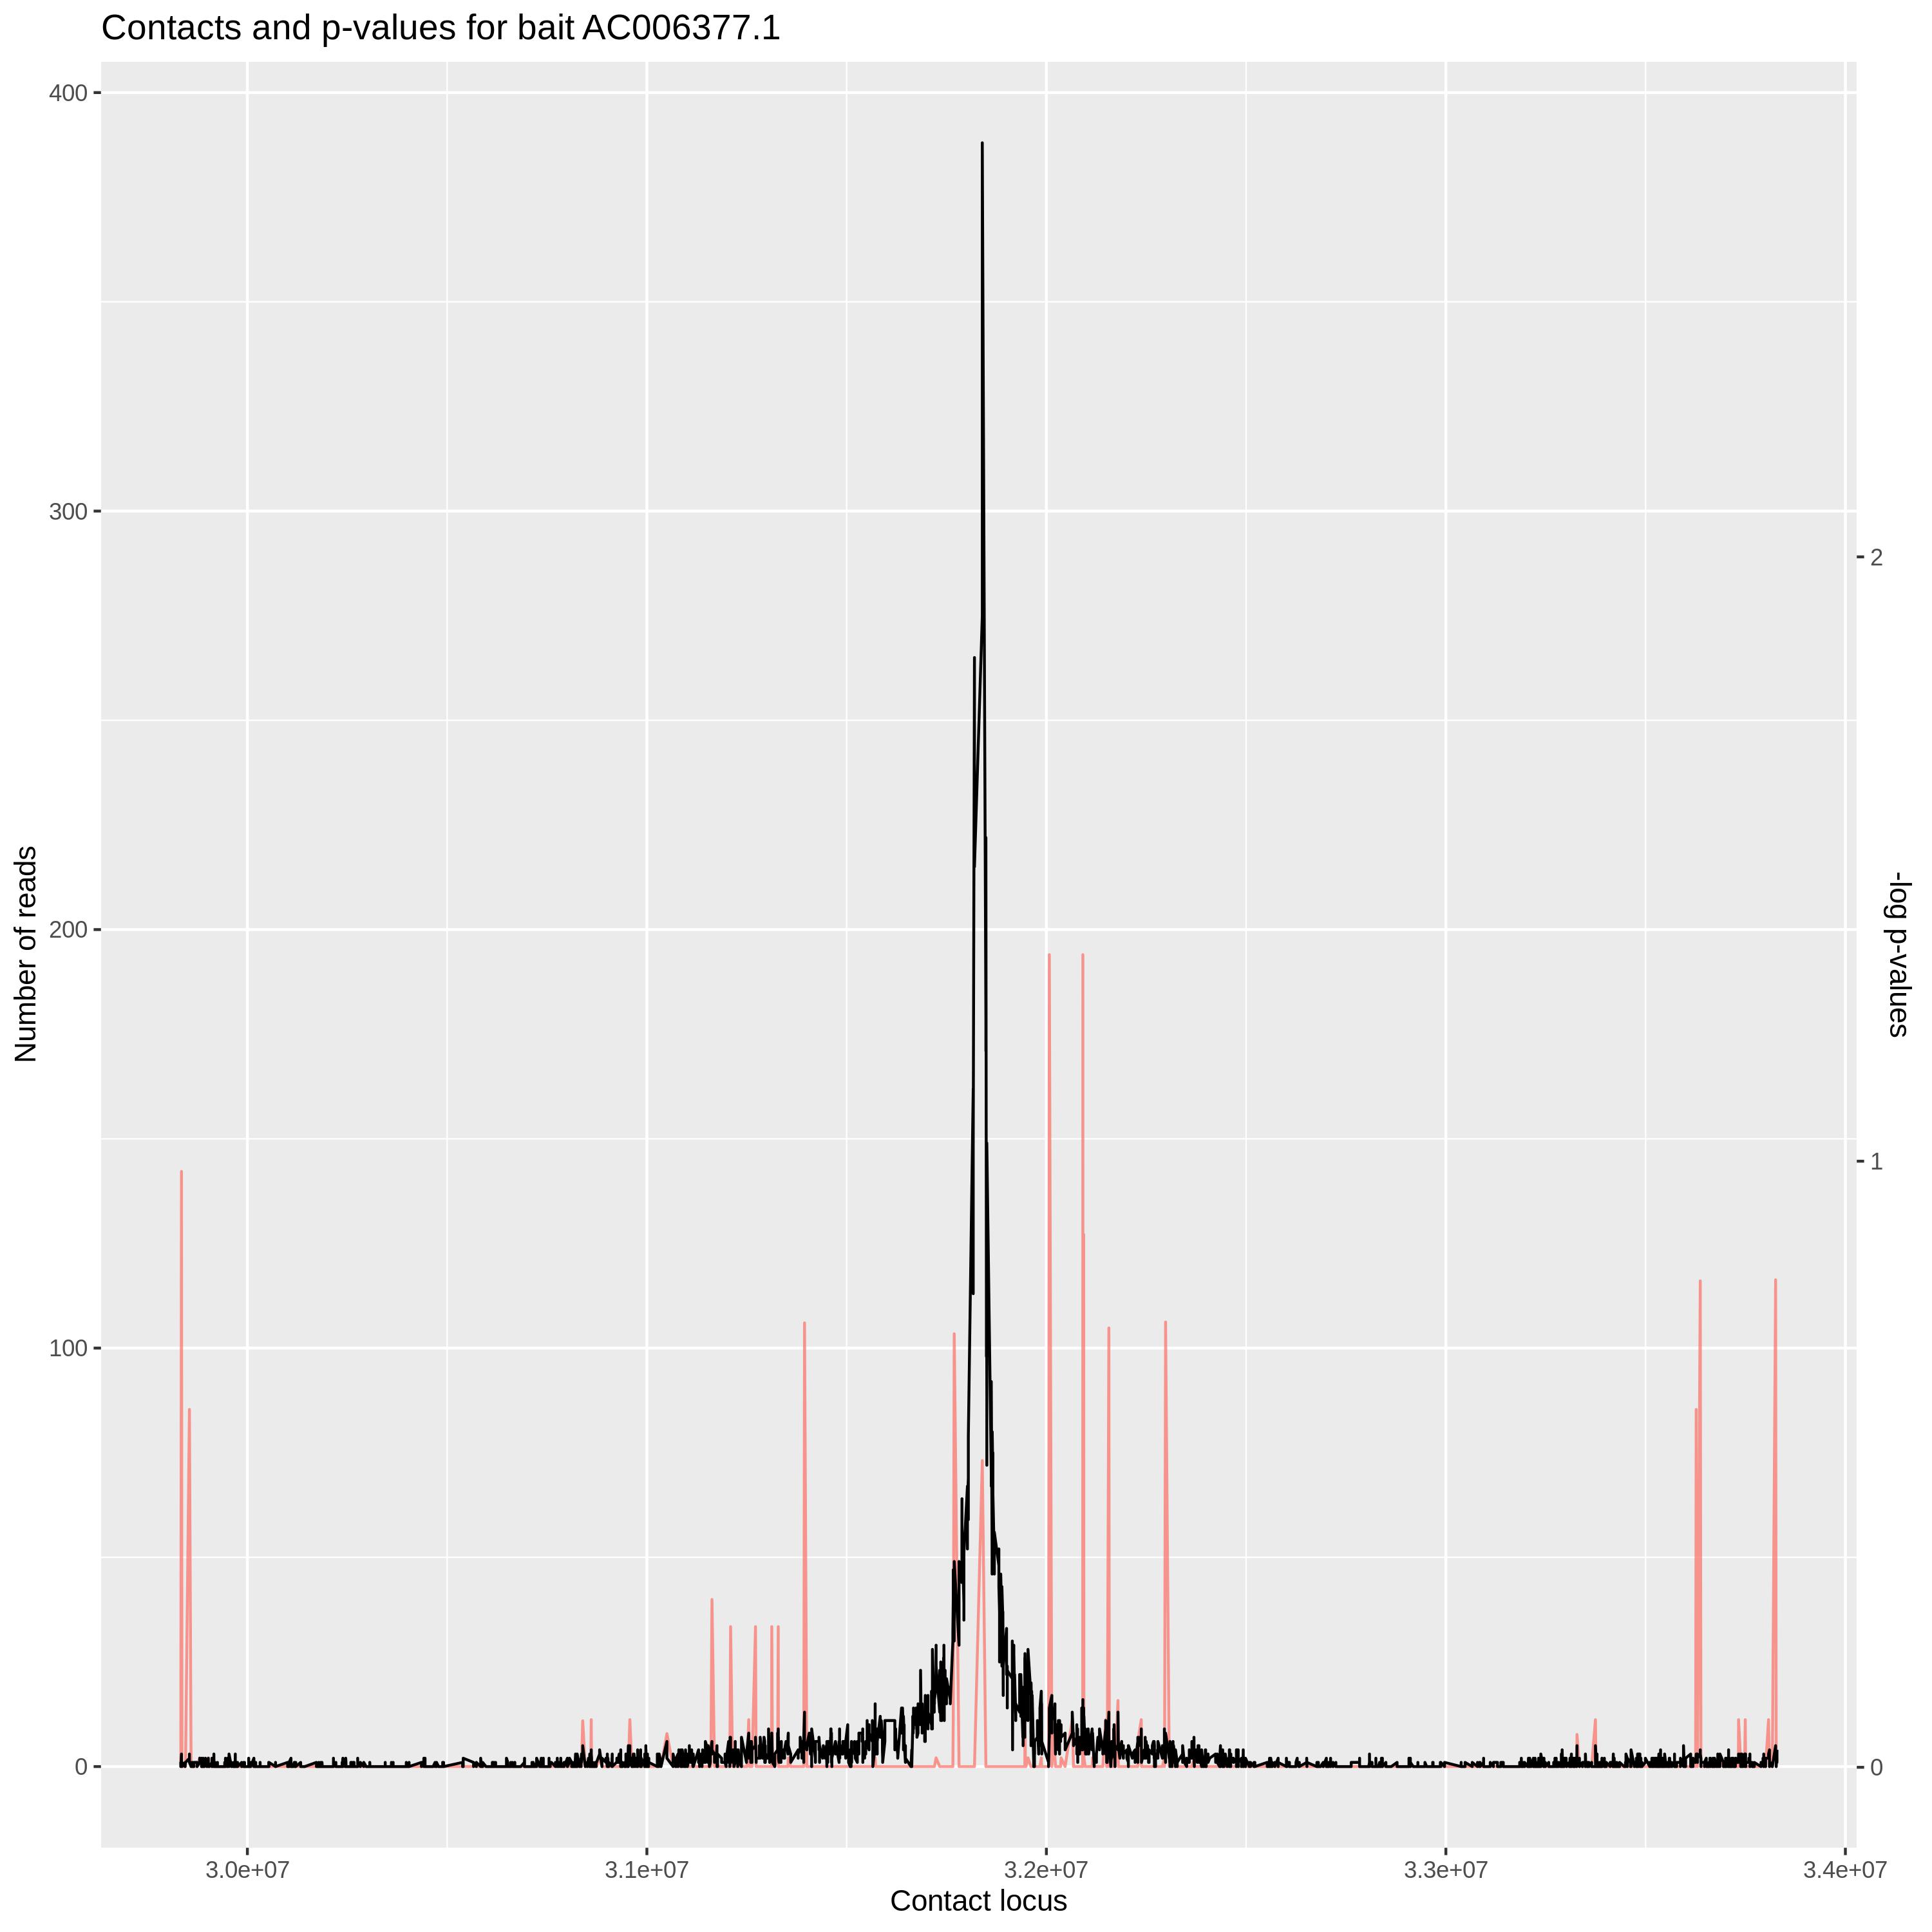 Contacts and p-values for bait AC006377.1
400
300
200
100
0
Number of reads
2
1
0
-log p-values
3.0e+07 3.1e+07 3.2e+07 3.3e+07 3.4e+07
Contact locus